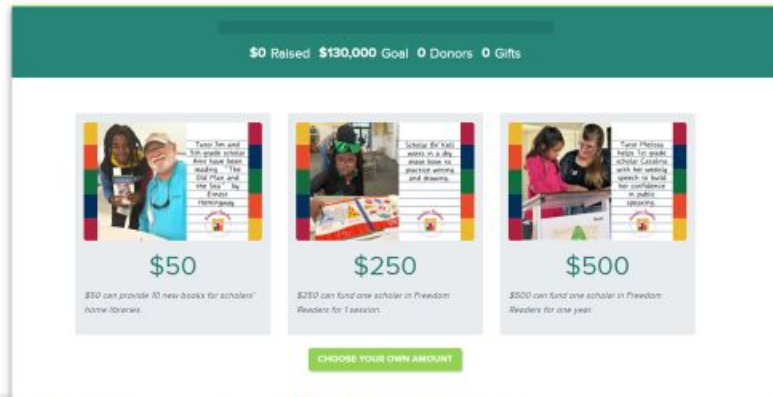 $0 Raised $130,000 Goal 0 Donors 0 Gifts
Tutor Jim and
5th grade scholar
Amir have been
reading "The
Old Man and
the Sea" by
Ernest
Hemingway
$50
$50 can provide 10 new books for scholars'
home libraries.
Scholar
works in a dry
erase book to
practice writing
and drawing.
$250
$250 can fund one scholar in Freedom
Readers for 1 session.
Tutor Melissa
helps 1st grade
scholar Carolina
with her weekly
speech to build
her confidence
in public
speaking.
$500
$500 can fund one scholar in Freedom
Readers for one year.
CHOOSE YOUR OWN AMOUNT